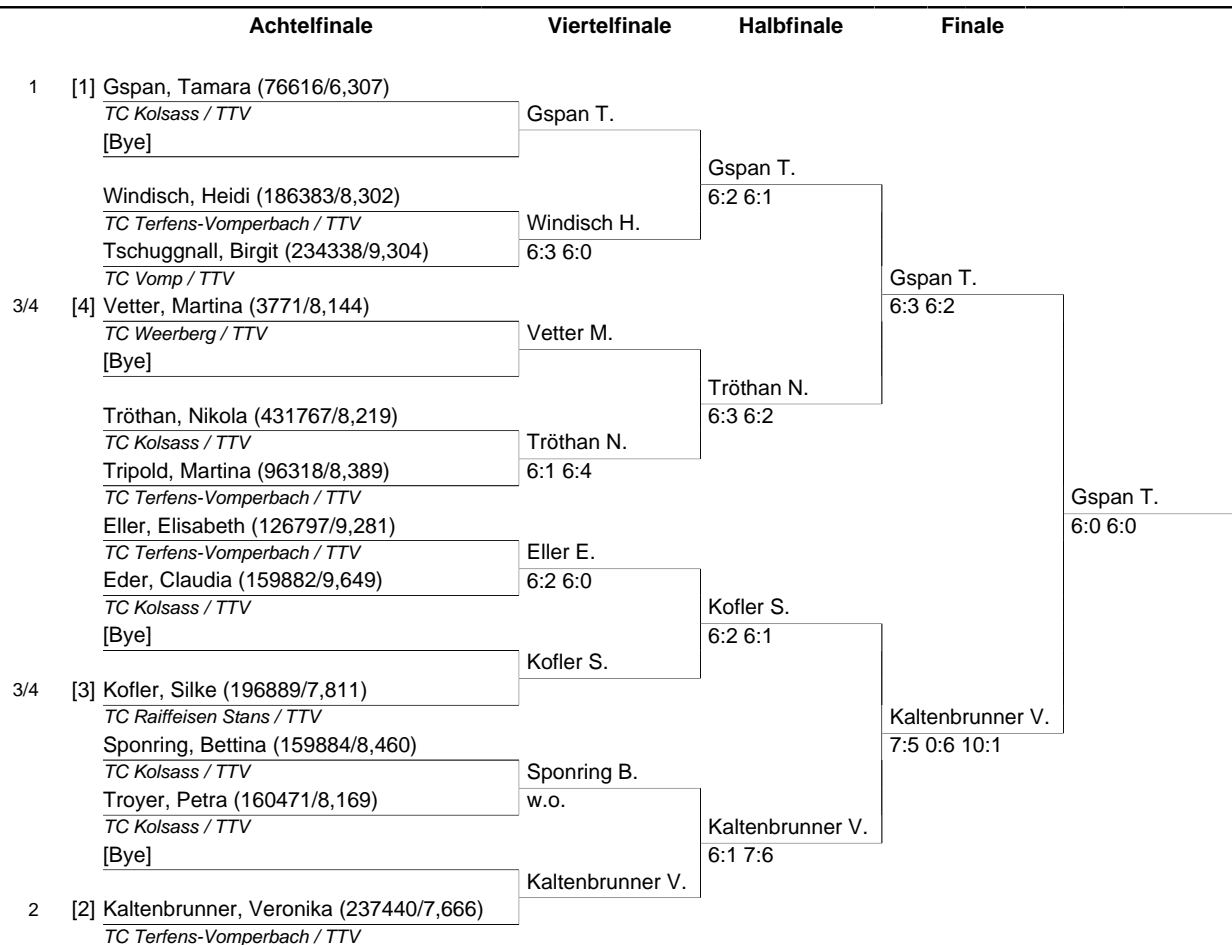 Achtelfinale Viertelfinale Halbfinale Finale
1 [1] Gspan, Tamara (76616/6,307)
TC Kolsass / TTV Gspan T.
[Bye]
Gspan T.
Windisch, Heidi (186383/8,302) 6:2 6:1
TC Terfens-Vomperbach / TTV Windisch H.
Tschuggnall, Birgit (234338/9,304) 6:3 6:0
TC Vomp / TTV Gspan T.
3/4 [4] Vetter, Martina (3771/8,144) 6:3 6:2
TC Weerberg / TTV Vetter M.
[Bye]
Tröthan N.
Tröthan, Nikola (431767/8,219) 6:3 6:2
TC Kolsass / TTV Tröthan N.
Tripold, Martina (96318/8,389) 6:1 6:4
TC Terfens-Vomperbach / TTV Gspan T.
Eller, Elisabeth (126797/9,281) 6:0 6:0
TC Terfens-Vomperbach / TTV Eller E.
Eder, Claudia (159882/9,649) 6:2 6:0
TC Kolsass / TTV Kofler S.
[Bye] 6:2 6:1
Kofler S.
3/4 [3] Kofler, Silke (196889/7,811)
TC Raiffeisen Stans / TTV Kaltenbrunner V.
Sponring, Bettina (159884/8,460) 7:5 0:6 10:1
TC Kolsass / TTV Sponring B.
Troyer, Petra (160471/8,169) w.o.
TC Kolsass / TTV Kaltenbrunner V.
[Bye] 6:1 7:6
Kaltenbrunner V.
2 [2] Kaltenbrunner, Veronika (237440/7,666)
TC Terfens-Vomperbach / TTV